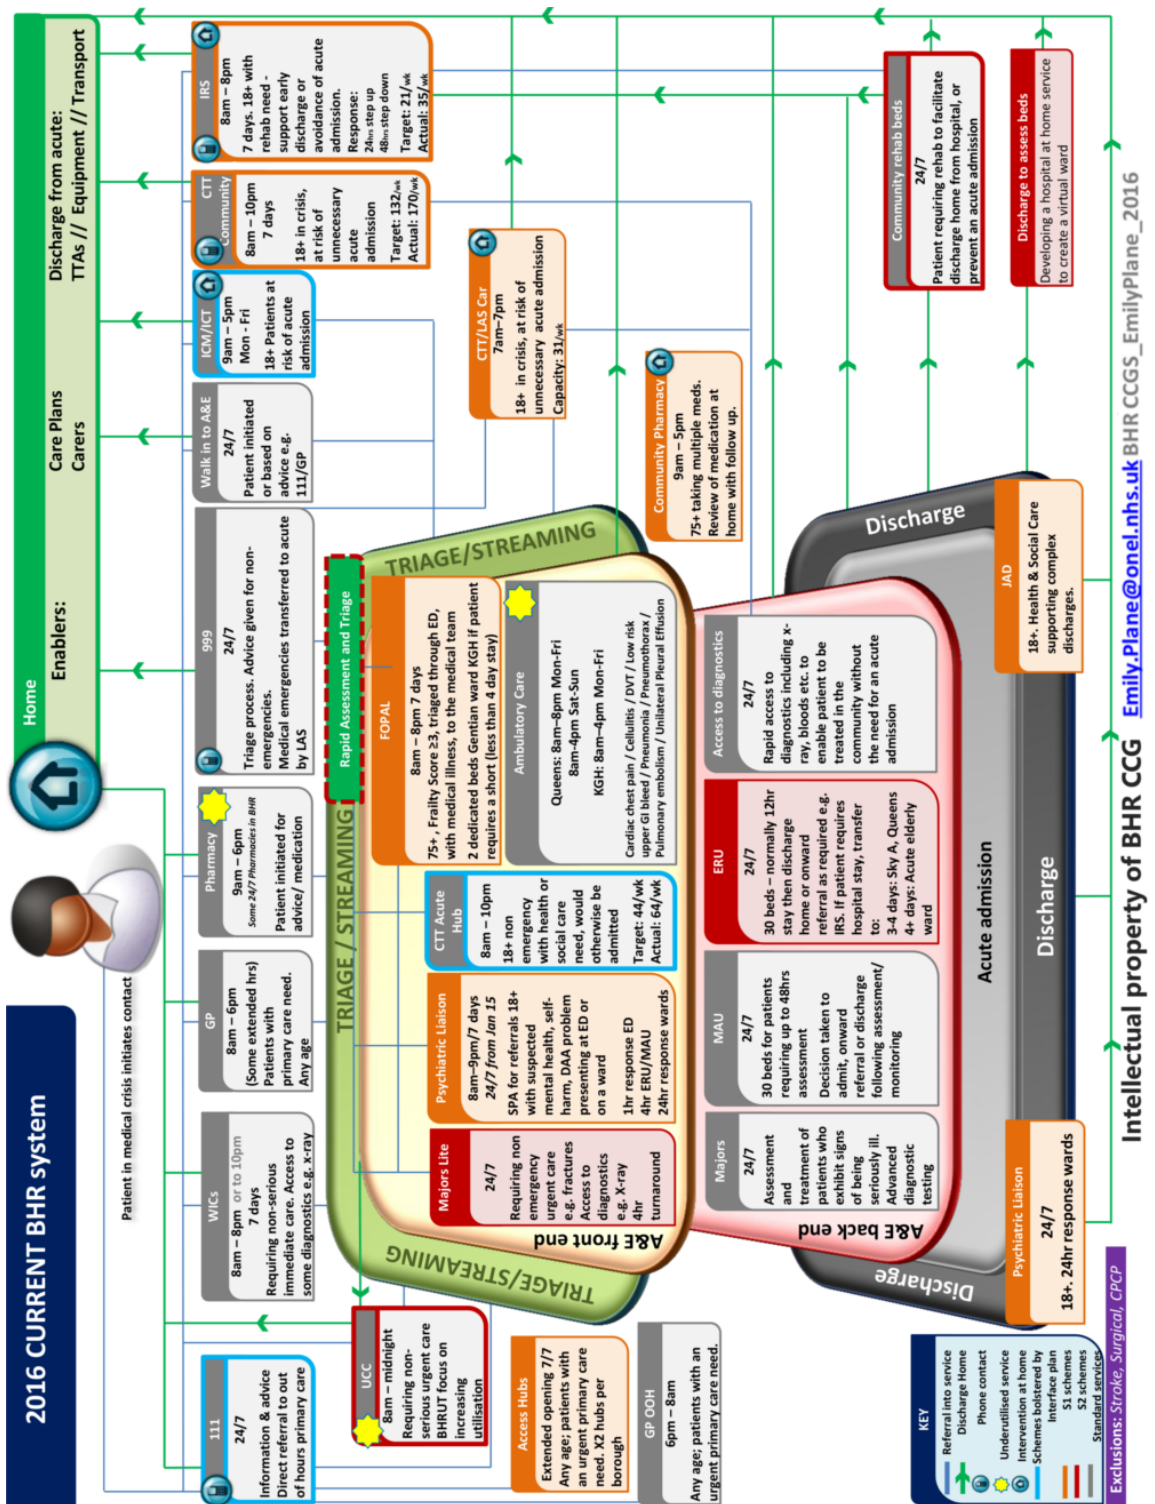 2016 CURRENT BHR system
Patient in medical crisis initiates contact
Home
Enablers:
Care Plans
Carers
Discharge from acute:
TTAs // Equipment // Transport
111
24/7
Information & advice
Direct referral to out
of hours primary care
WICs
8am – 8pm or to 10pm
7 days
Requiring non-serious
immediate care. Access to
some diagnostics e.g. x-ray
GP
8am – 6pm
(Some extended hrs)
Patients with
primary care need.
Any age
Pharmacy
9am – 6pm
Some 24/7 Pharmacies in BHR
Patient initiated for
advice/ medication
999
24/7
Triage process. Advice given for non-
emergencies.
Medical emergencies transferred to acute
by LAS
Walk in to A&E
24/7
Patient initiated
or based on
advice e.g.
111/GP
ICM/ICT
9am – 5pm
Mon - Fri
18+ Patients at
risk of acute
admission
CTT
Community
8am – 10pm
7 days
18+ in crisis,
at risk of
unnecessary
acute
admission
Target: 132/wk
Actual: 170/wk
IRS
8am – 8pm
7 days. 18+ with
rehab need -
support early
discharge or
avoidance of acute
admission.
Response:
24hrs step up
48hrs step down
Target: 21/wk
Actual: 35/wk
UCC
8am – midnight
Requiring non-
serious urgent care
BHRUT focus on
increasing
utilisation
TRIAGE / STREAMING
Rapid Assessment and Triage
TRIAGE/STREAMING
TRIAGE/STREAMING
A&E front end
Majors Lite
24/7
Requiring non
emergency
urgent care
e.g. fractures
Access to
diagnostics
e.g. X-ray
4hr
turnaround
Psychiatric Liaison
8am–9pm/7 days
24/7 from Jan 15
SPA for referrals 18+
with suspected
mental health, self-
harm, DAA problem
presenting at ED or
on a ward
1hr response ED
4hr ERU/MAU
24hr response wards
CTT Acute
Hub
8am – 10pm
18+ non
emergency
with health or
social care
need, would
otherwise be
admitted
Target: 44/wk
Actual: 64/wk
FOPAL
8am – 8pm 7 days
75+, Frailty Score ≥3, triaged through ED,
with medical illness, to the medical team
2 dedicated beds Gentian ward KGH if patient
requires a short (less than 4 day stay)
Ambulatory Care
Queens: 8am–8pm Mon-Fri
8am-4pm Sat-Sun
KGH: 8am–4pm Mon-Fri
Cardiac chest pain / Cellulitis / DVT / Low risk
upper GI bleed / Pneumonia / Pneumothorax /
Pulmonary embolism / Unilateral Pleural Effusion
CTT/LAS Car
7am–7pm
18+ in crisis, at risk of
unnecessary acute admission
Capacity: 31/wk
Community Pharmacy
9am – 5pm
75+ taking multiple meds.
Review of medication at
home with follow up.
Access Hubs
Extended opening 7/7
Any age; patients with
an urgent primary care
need. X2 hubs per
borough
GP OOH
6pm – 8am
Any age; patients with an
urgent primary care need.
A&E back end
Majors
24/7
Assessment
and
treatment of
patients who
exhibit signs
of being
seriously ill.
Advanced
diagnostic
testing
MAU
24/7
30 beds for patients
requiring up to 48hrs
assessment
Decision taken to
admit, onward
referral or discharge
following assessment/
monitoring
ERU
24/7
30 beds – normally 12hr
stay then discharge
home or onward
referral as required e.g.
IRS. If patient requires
hospital stay, transfer
to:
3-4 days: Sky A, Queens
4+ days: Acute elderly
ward
Access to diagnostics
24/7
Rapid access to
diagnostics including x-
ray, bloods etc. to
enable patient to be
treated in the
community without
the need for an acute
admission
Community rehab beds
24/7
Patient requiring rehab to facilitate
discharge home from hospital, or
prevent an acute admission
Discharge to assess beds
Developing a hospital at home service
to create a virtual ward
Acute admission
Discharge
Discharge
Discharge
Psychiatric Liaison
24/7
18+. 24hr response wards
JAD
18+. Health & Social Care
supporting complex
discharges.
KEY
Referral into service
Discharge Home
Phone contact
Underutilised service
Intervention at home
Schemes bolstered by
Interface plan
S1 schemes
S2 schemes
Standard services
Exclusions: Stroke, Surgical, CPCP
Intellectual property of BHR CCG Emily.Plane@onel.nhs.uk BHR CCGS_EmilyPlane_2016